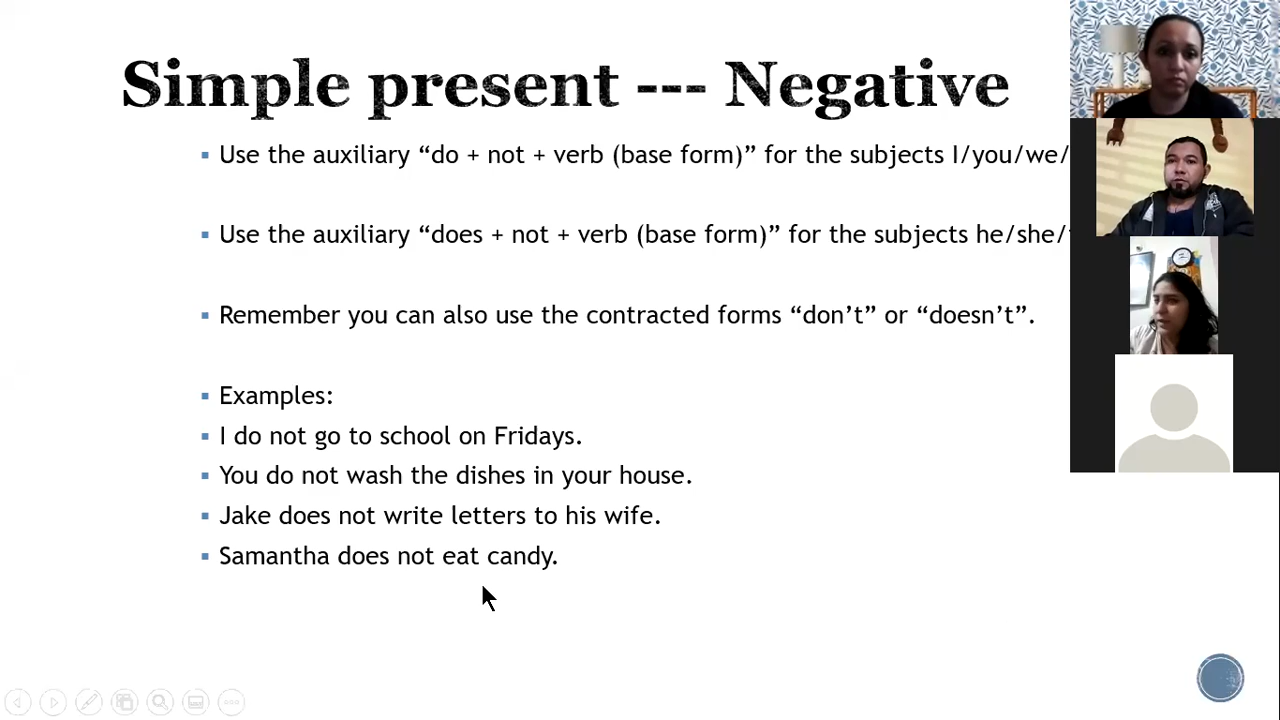 Simple present --- Negative
Use the auxiliary “do + not + verb (base form)” for the subjects I/you/we/
Use the auxiliary “does + not + verb (base form)” for the subjects he/she/
Remember you can also use the contracted forms “don’t” or “doesn’t”.
Examples:
I do not go to school on Fridays.
You do not wash the dishes in your house.
Jake does not write letters to his wife.
Samantha does not eat candy.